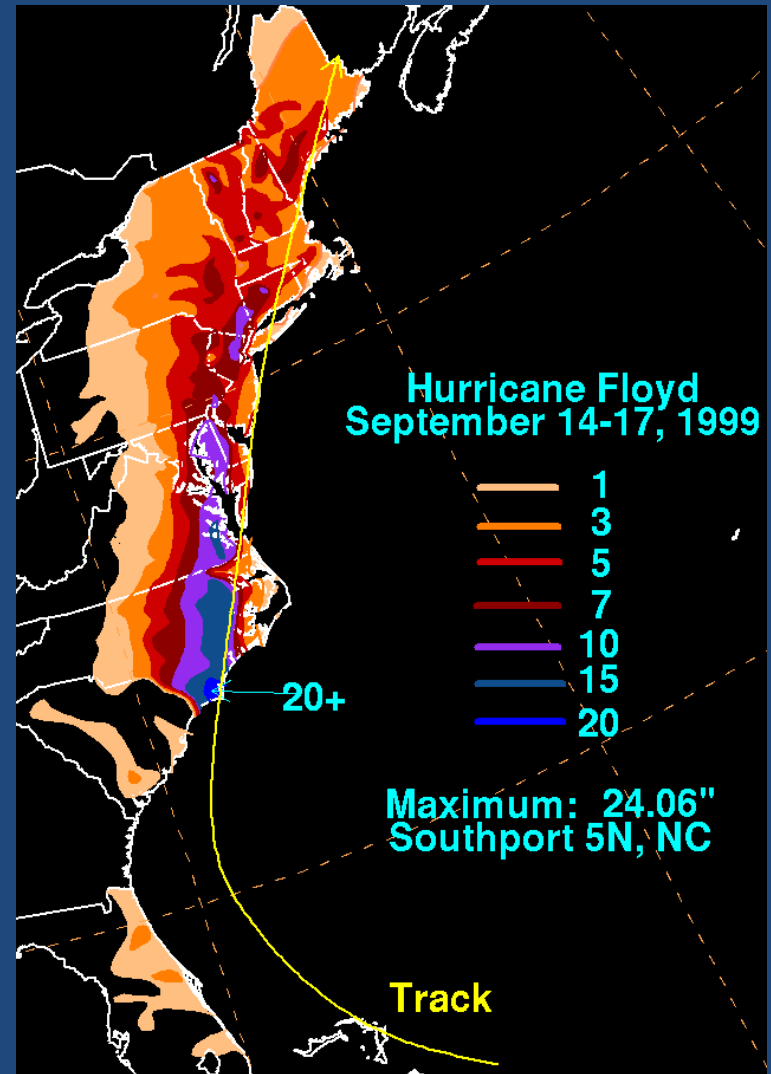 Hurricane Floyd
September 14-17, 1999
1
3
5
7
10
15
20
20+
Maximum: 24.06"
Southport 5N, NC
Track